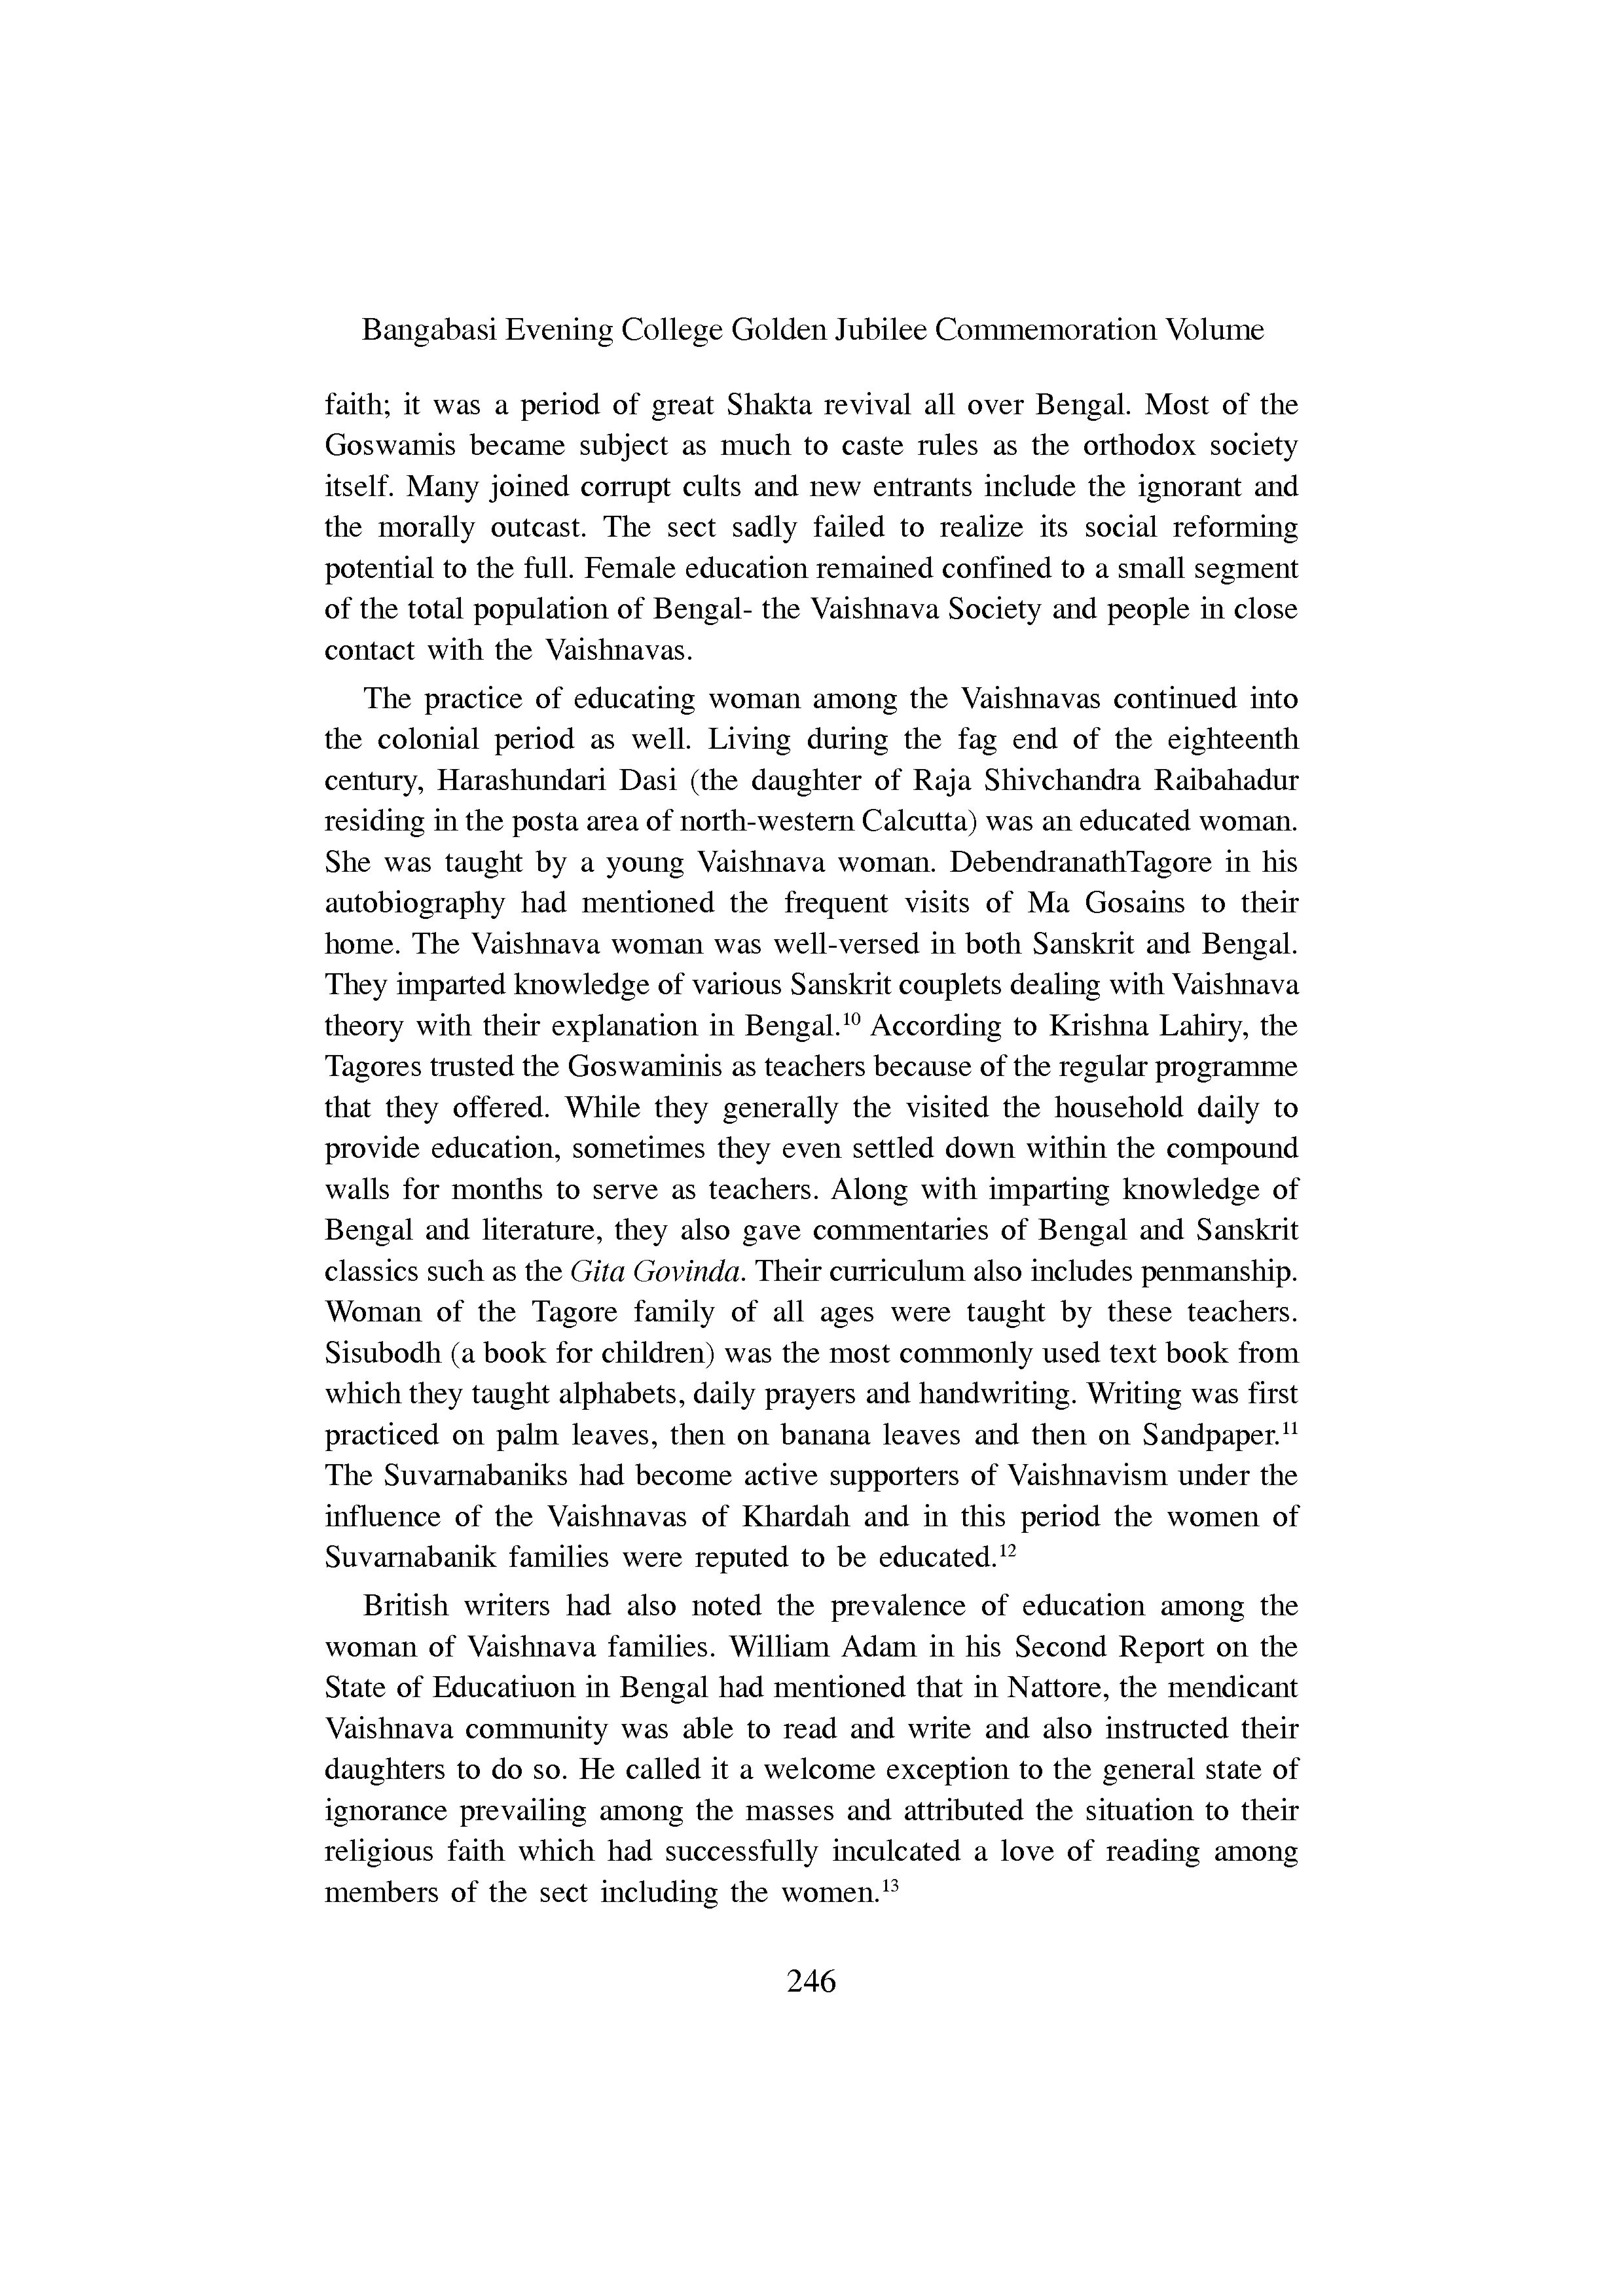 Bangabasi Evening College Golden Jubilee Commemoration Volume
faith; it was a period of great Shakta revival all over Bengal. Most of the
Goswamis became subject as much to caste rules as the orthodox society
itself. Many joined corrupt cults and new entrants include the ignorant and
the morally outcast. The sect sadly failed to realize its social reforming
potential to the full. Female education remained confined to a small segment
of the total population of Bengal- the Vaishnava Society and people in close
contact with the Vaishnavas.
The practice of educating woman among the Vaishnavas continued into
the colonial period as well. Living during the fag end of the eighteenth
century, Harashundari Dasi (the daughter of Raja Shivchandra Raibahadur
residing in the posta area of north-western Calcutta) was an educated woman.
She was taught by a young Vaishnava woman. DebendranathTagore in his
autobiography had mentioned the frequent visits of Ma Gosains to their
home. The Vaishnava woman was well-versed in both Sanskrit and Bengal.
They imparted knowledge of various Sanskrit couplets dealing with Vaishnava
theory with their explanation in Bengal.¹⁰ According to Krishna Lahiry, the
Tagores trusted the Goswaminis as teachers because of the regular programme
that they offered. While they generally the visited the household daily to
provide education, sometimes they even settled down within the compound
walls for months to serve as teachers. Along with imparting knowledge of
Bengal and literature, they also gave commentaries of Bengal and Sanskrit
classics such as the Gita Govinda. Their curriculum also includes penmanship.
Woman of the Tagore family of all ages were taught by these teachers.
Sisubodh (a book for children) was the most commonly used text book from
which they taught alphabets, daily prayers and handwriting. Writing was first
practiced on palm leaves, then on banana leaves and then on Sandpaper.¹¹
The Suvarnabaniks had become active supporters of Vaishnavism under the
influence of the Vaishnavas of Khardah and in this period the women of
Suvarnabanik families were reputed to be educated.¹²
British writers had also noted the prevalence of education among the
woman of Vaishnava families. William Adam in his Second Report on the
State of Educatiuon in Bengal had mentioned that in Nattore, the mendicant
Vaishnava community was able to read and write and also instructed their
daughters to do so. He called it a welcome exception to the general state of
ignorance prevailing among the masses and attributed the situation to their
religious faith which had successfully inculcated a love of reading among
members of the sect including the women.¹³
246